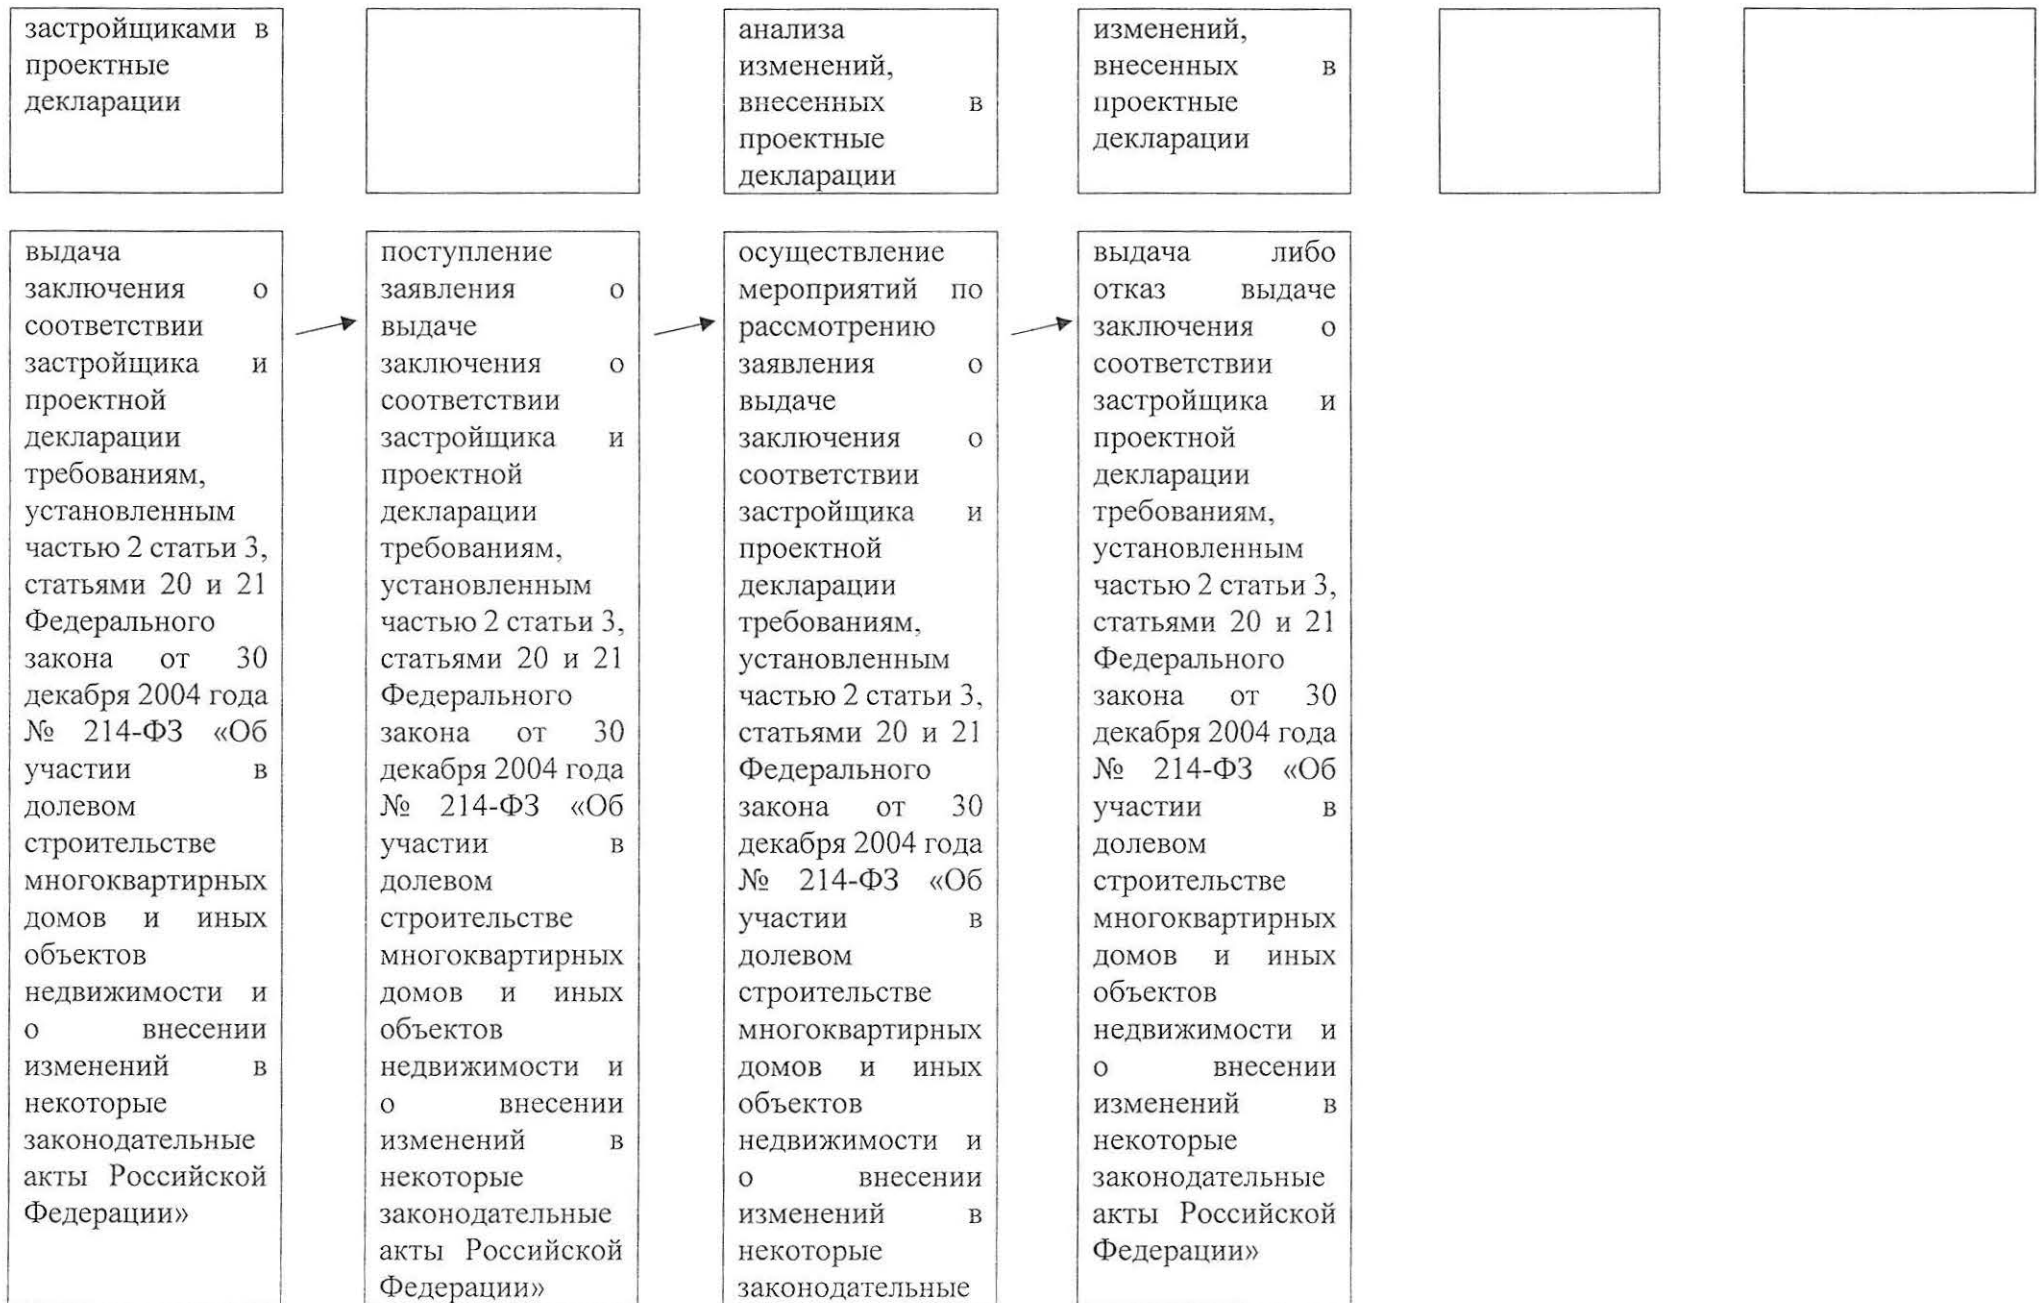 застройщиками в
проектные
декларации
анализа
изменений,
внесенных в
проектные
декларации
изменений,
внесенных в
проектные
декларации
выдача
заключения о
соответствии
застройщика и
проектной
декларации
требованиям,
установленным
частью 2 статьи 3,
статьями 20 и 21
Федерального
закона от 30
декабря 2004 года
№ 214-ФЗ «Об
участии в
долевом
строительстве
многоквартирных
домов и иных
объектов
недвижимости и
о внесении
изменений в
некоторые
законодательные
акты Российской
Федерации»
поступление
заявления о
выдаче
заключения о
соответствии
застройщика и
проектной
декларации
требованиям,
установленным
частью 2 статьи 3,
статьями 20 и 21
Федерального
закона от 30
декабря 2004 года
№ 214-ФЗ «Об
участии в
долевом
строительстве
многоквартирных
домов и иных
объектов
недвижимости и
о внесении
изменений в
некоторые
законодательные
акты Российской
Федерации»
осуществление
мероприятий по
рассмотрению
заявления о
выдаче
заключения о
соответствии
застройщика и
проектной
декларации
требованиям,
установленным
частью 2 статьи 3,
статьями 20 и 21
Федерального
закона от 30
декабря 2004 года
№ 214-ФЗ «Об
участии в
долевом
строительстве
многоквартирных
домов и иных
объектов
недвижимости и
о внесении
изменений в
некоторые
законодательные
выдача либо
отказ выдаче
заключения о
соответствии
застройщика и
проектной
декларации
требованиям,
установленным
частью 2 статьи 3,
статьями 20 и 21
Федерального
закона от 30
декабря 2004 года
№ 214-ФЗ «Об
участии в
долевом
строительстве
многоквартирных
домов и иных
объектов
недвижимости и
о внесении
изменений в
некоторые
законодательные
акты Российской
Федерации»